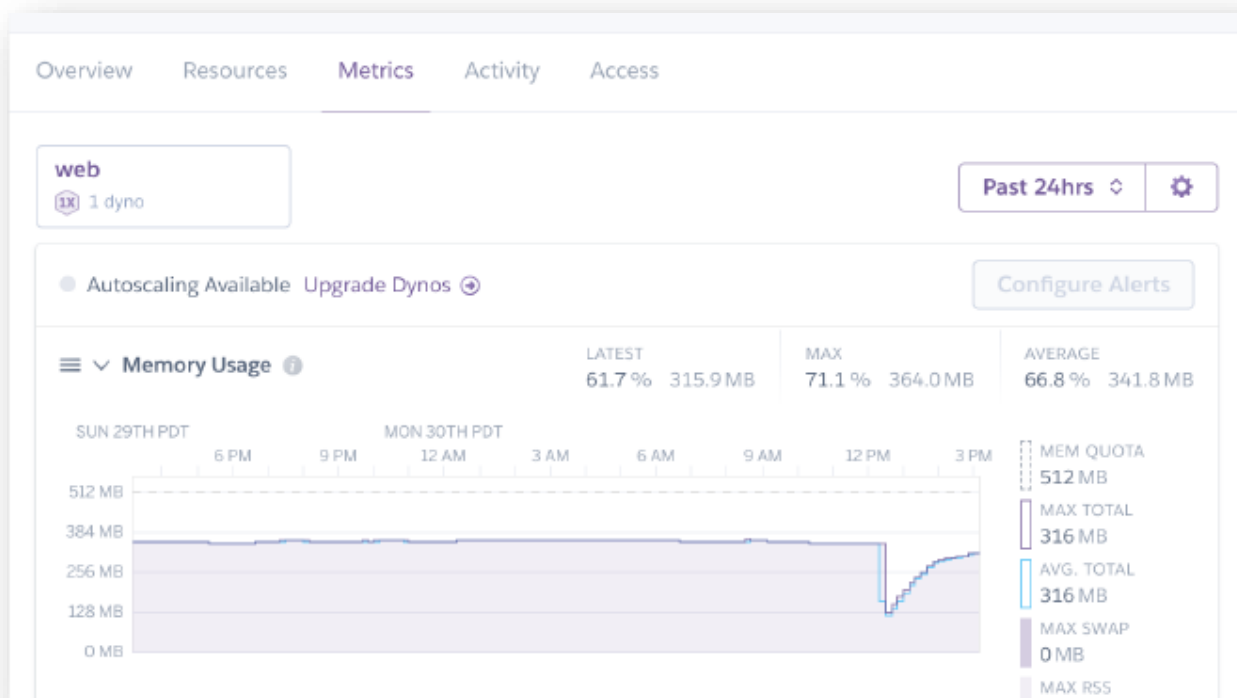 Overview Resources Metrics Activity Access
web
1X 1 dyno
Past 24hrs
Autoscaling Available Upgrade Dynos
Configure Alerts
Memory Usage
LATEST
61.7 % 315.9 MB
MAX
71.1 % 364.0 MB
AVERAGE
66.8 % 341.8 MB
SUN 29TH PDT MON 30TH PDT
6 PM 9 PM 12 AM 3 AM 6 AM 9 AM 12 PM 3 PM
512 MB
384 MB
256 MB
128 MB
0 MB
MEM QUOTA
512 MB
MAX TOTAL
316 MB
AVG. TOTAL
316 MB
MAX SWAP
0 MB
MAX RSS